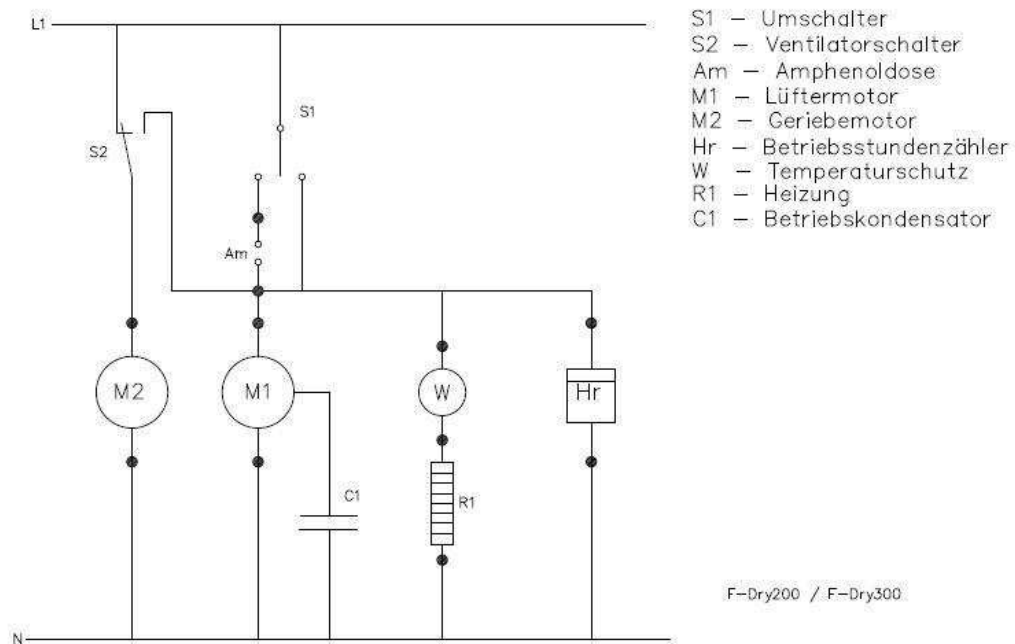 L1
S1
S2
Am
M2
M1
W
Hr
C1
R1
N
S1 – Umschalter
S2 – Ventilatorschalter
Am – Amphenoldose
M1 – Lüftermotor
M2 – Geriebemotor
Hr – Betriebsstundenzähler
W – Temperaturschutz
R1 – Heizung
C1 – Betriebskondensator
F-Dry200 / F-Dry300